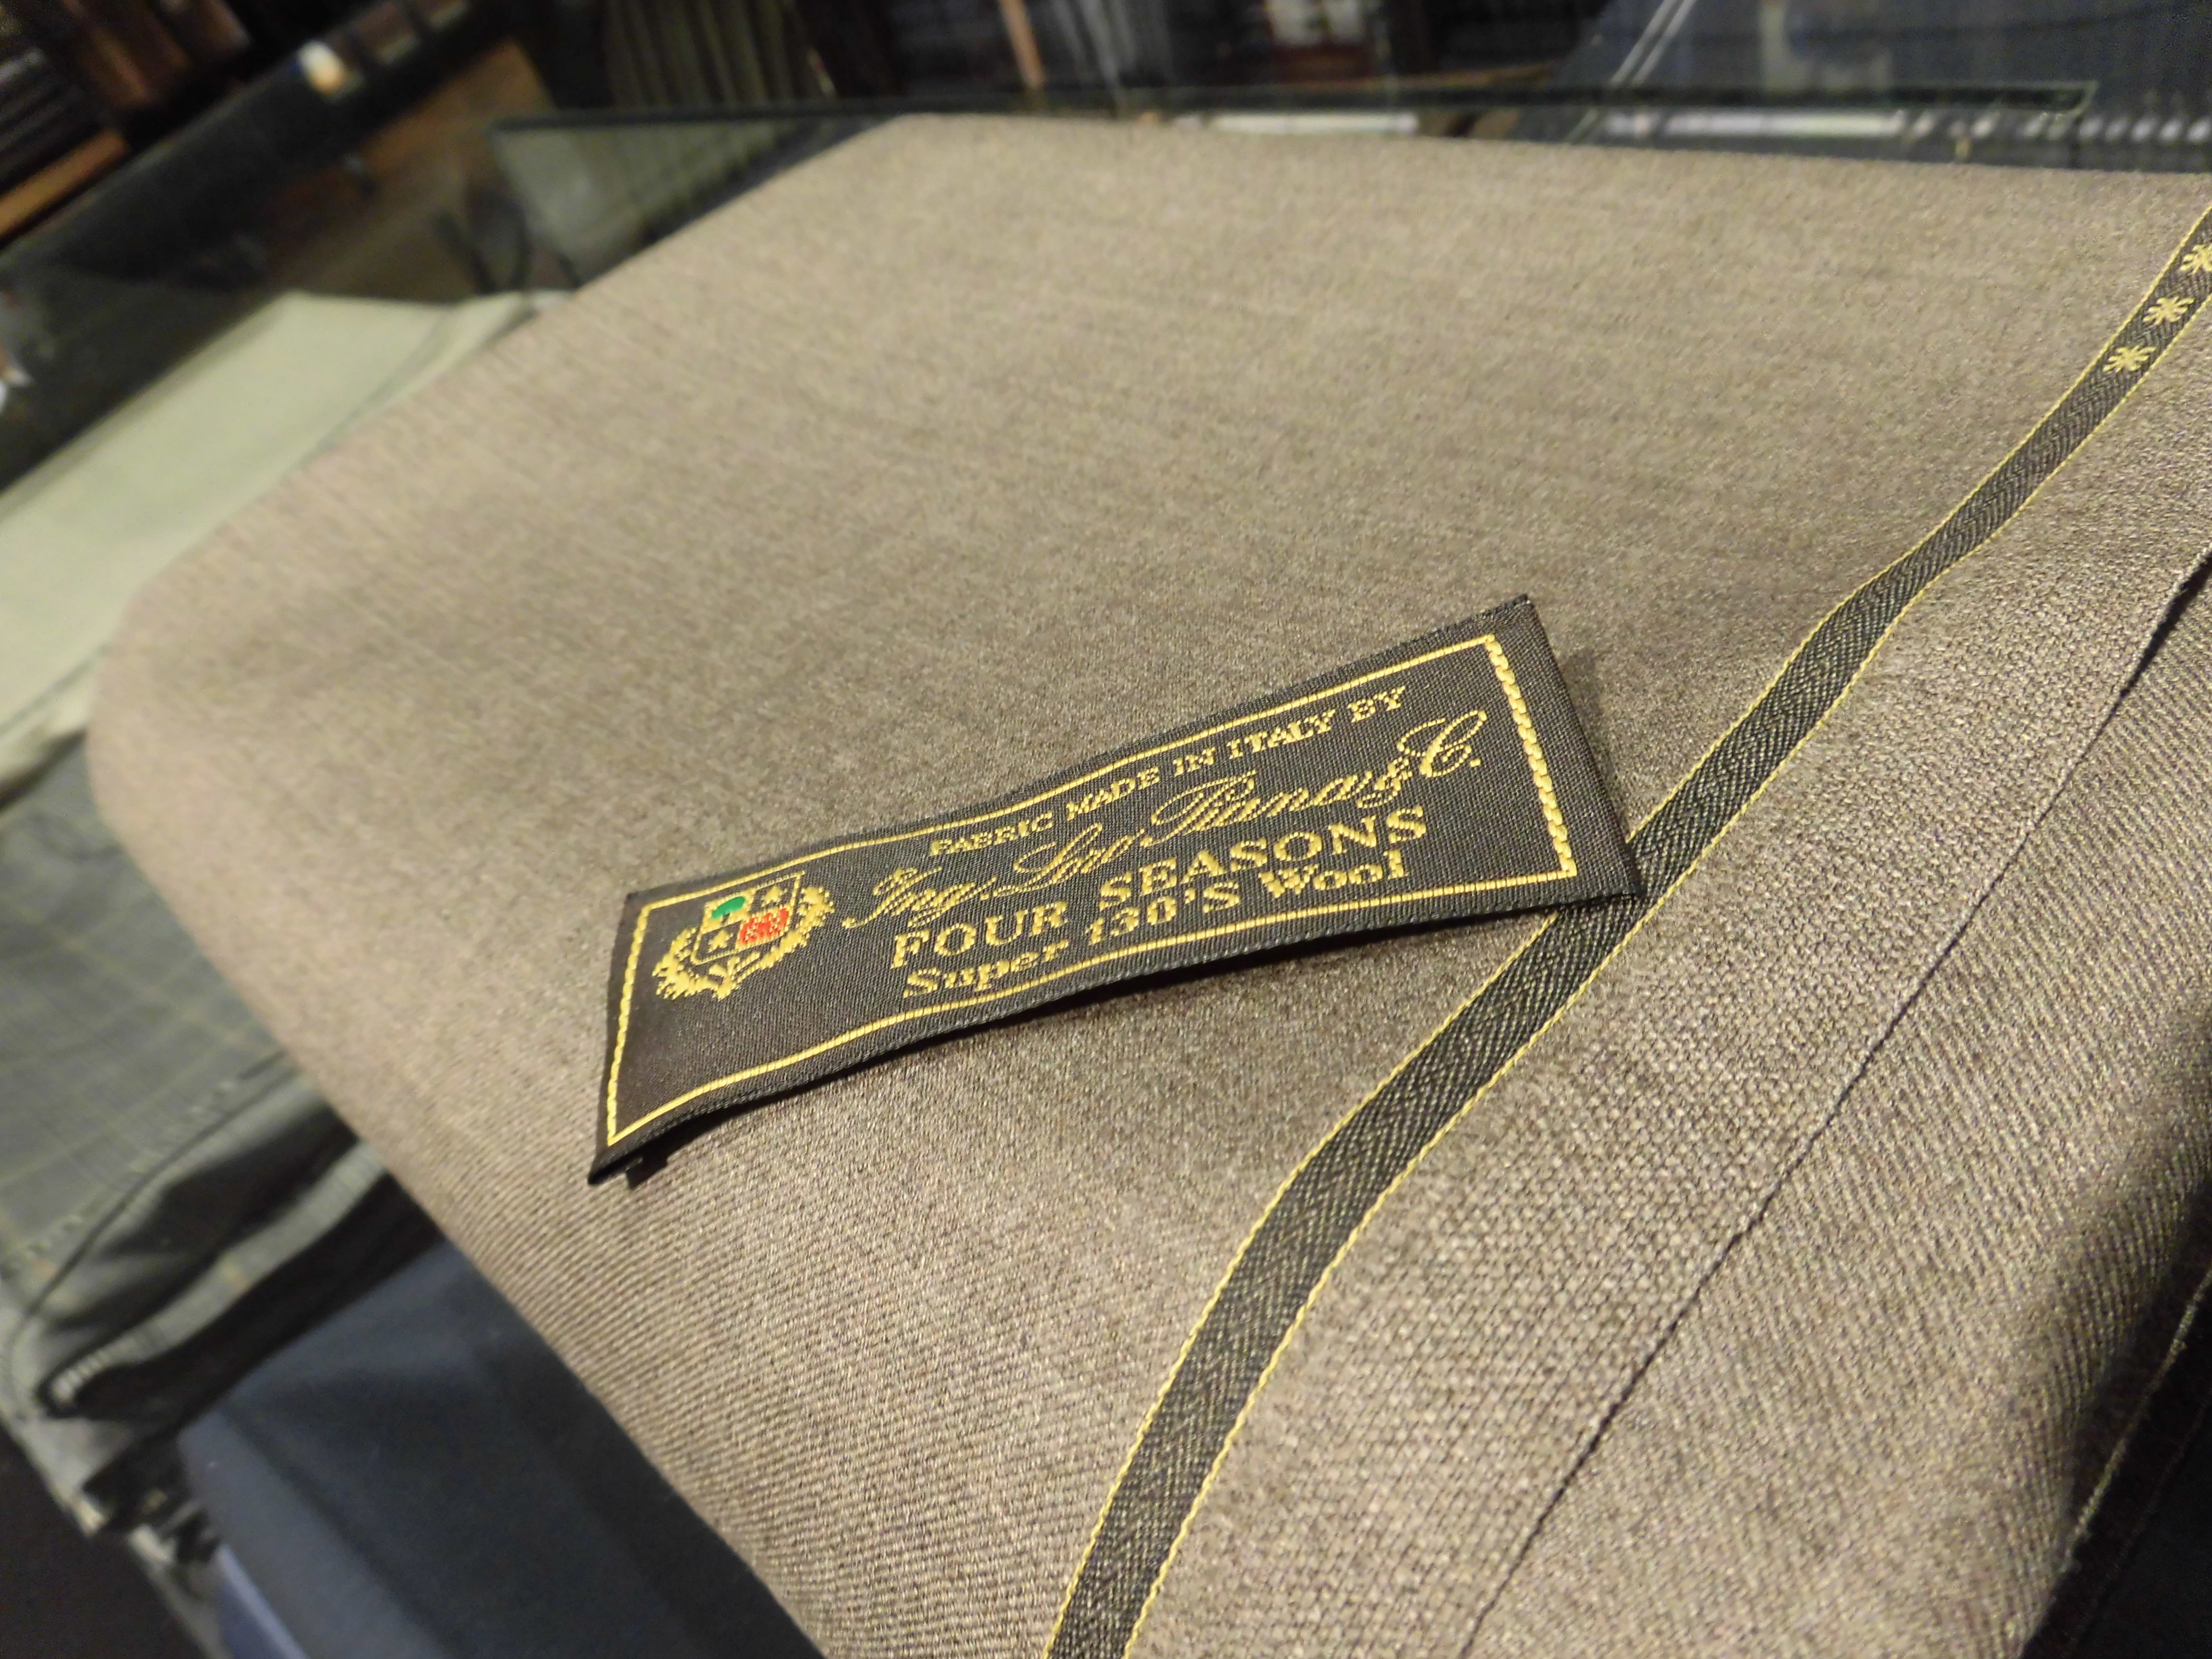 FABRIC MADE IN ITALY BY
Ing. Loro Piana & C.
FOUR SEASONS
Super 130'S Wool